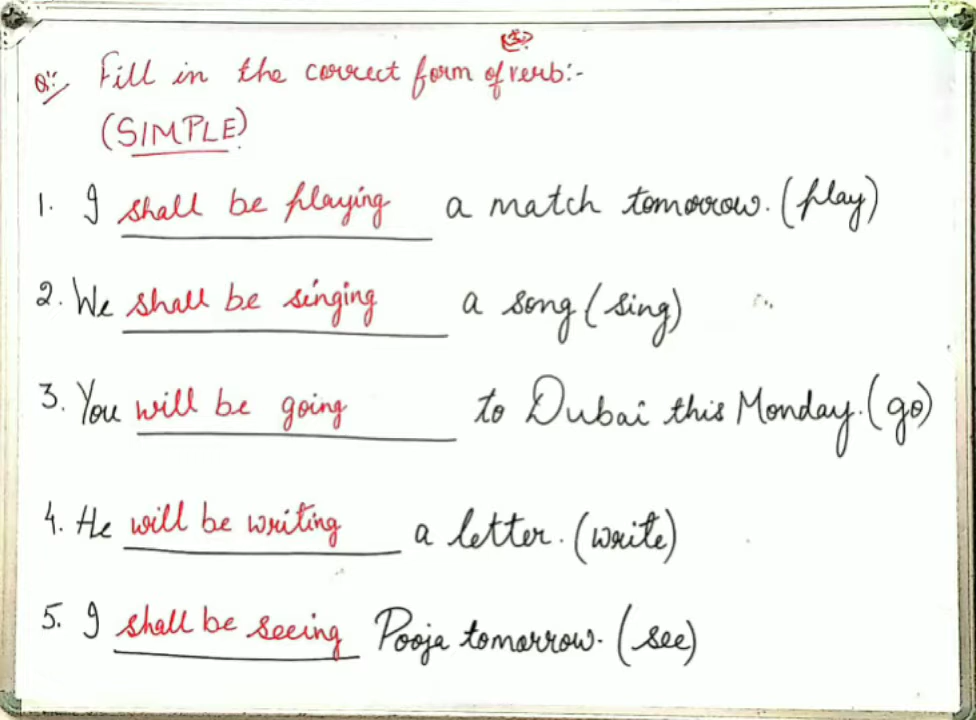 Q:- Fill in the correct form of verb:-
(SIMPLE)
1. I shall be playing a match tomorrow. (play)
2. We shall be singing a song (sing)
3. You will be going to Dubai this Monday. (go)
4. He will be writing a letter. (write)
5. I shall be seeing Pooja tomorrow. (see)